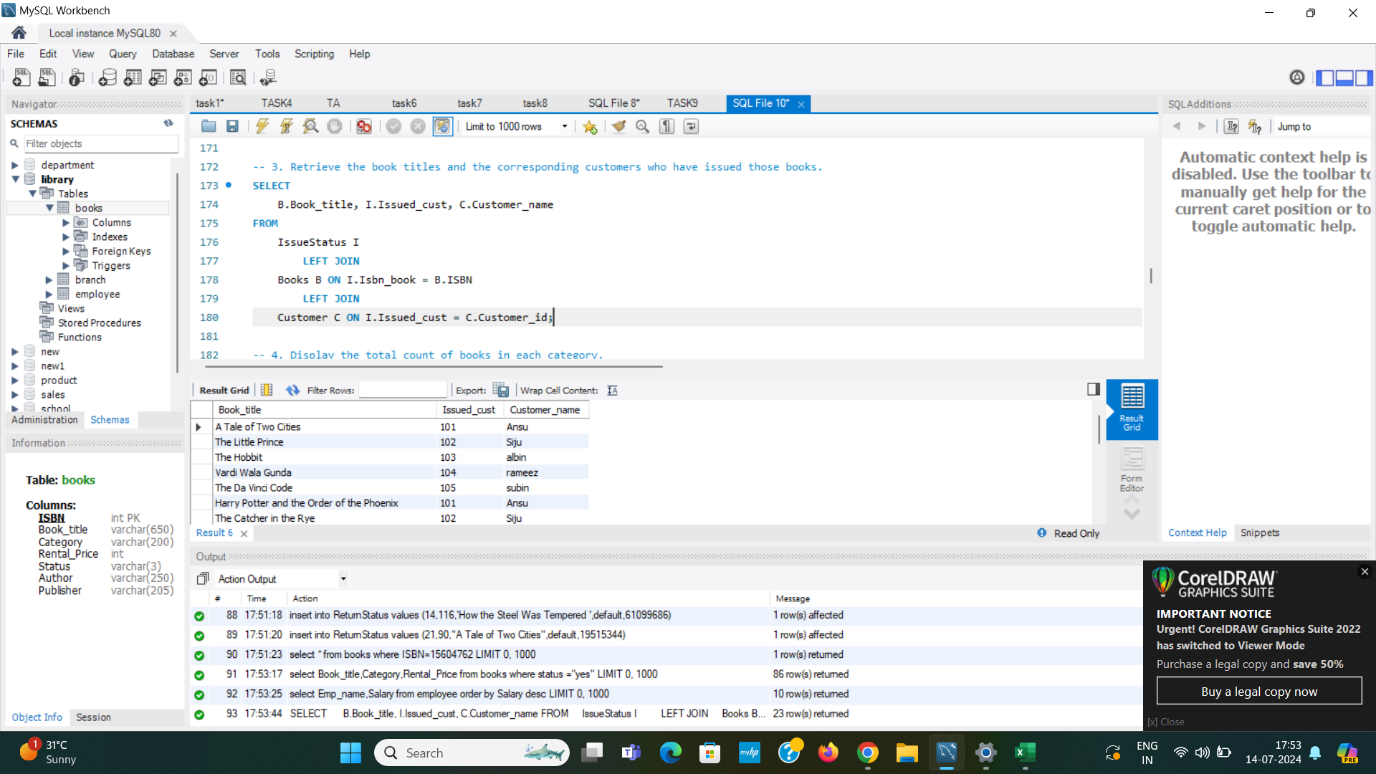 MySQL Workbench
Local instance MySQL80
File Edit View Query Database Server Tools Scripting Help
Navigator
SCHEMAS
Filter objects
department
library
Tables
books
Columns
Indexes
Foreign Keys
Triggers
branch
employee
Views
Stored Procedures
Functions
new
new1
product
sales
school
Administration Schemas
Information
Table: books
Columns:
ISBN int PK
Book_title varchar(650)
Category varchar(200)
Rental_Price int
Status varchar(3)
Author varchar(250)
Publisher varchar(205)
Object Info Session
task1* TASK4 TA task6 task7 task8 SQL File 8* TASK9 SQL File 10*
Limit to 1000 rows
171
172 -- 3. Retrieve the book titles and the corresponding customers who have issued those books.
173 SELECT
174 B.Book_title, I.Issued_cust, C.Customer_name
175 FROM
176 IssueStatus I
177 LEFT JOIN
178 Books B ON I.Isbn_book = B.ISBN
179 LEFT JOIN
180 Customer C ON I.Issued_cust = C.Customer_id;
181
182 -- 4. Display the total count of books in each category.
Result Grid Filter Rows: Export: Wrap Cell Content:
Book_title Issued_cust Customer_name
A Tale of Two Cities 101 Ansu
The Little Prince 102 Siju
The Hobbit 103 albin
Vardi Wala Gunda 104 rameez
The Da Vinci Code 105 subin
Harry Potter and the Order of the Phoenix 101 Ansu
The Catcher in the Rye 102 Siju
Result Grid
Form Editor
Result 6 Read Only
Output
Action Output
# Time Action Message
88 17:51:18 insert into ReturnStatus values (14,116,'How the Steel Was Tempered ',default,61099686) 1 row(s) affected
89 17:51:20 insert into ReturnStatus values (21,90,"A Tale of Two Cities",default,19515344) 1 row(s) affected
90 17:51:23 select * from books where ISBN=15604762 LIMIT 0, 1000 1 row(s) returned
91 17:53:17 select Book_title,Category,Rental_Price from books where status ="yes" LIMIT 0, 1000 86 row(s) returned
92 17:53:25 select Emp_name,Salary from employee order by Salary desc LIMIT 0, 1000 10 row(s) returned
93 17:53:44 SELECT B.Book_title, I.Issued_cust, C.Customer_name FROM IssueStatus I LEFT JOIN Books B... 23 row(s) returned
SQLAdditions
Jump to
Automatic context help is
disabled. Use the toolbar to
manually get help for the
current caret position or to
toggle automatic help.
Context Help Snippets
CorelDRAW
GRAPHICS SUITE
IMPORTANT NOTICE
Urgent! CorelDRAW Graphics Suite 2022
has switched to Viewer Mode
Purchase a legal copy and save 50%
Buy a legal copy now
[x] Close
1
31°C
Sunny
Search
ENG
IN
17:53
14-07-2024
PRE